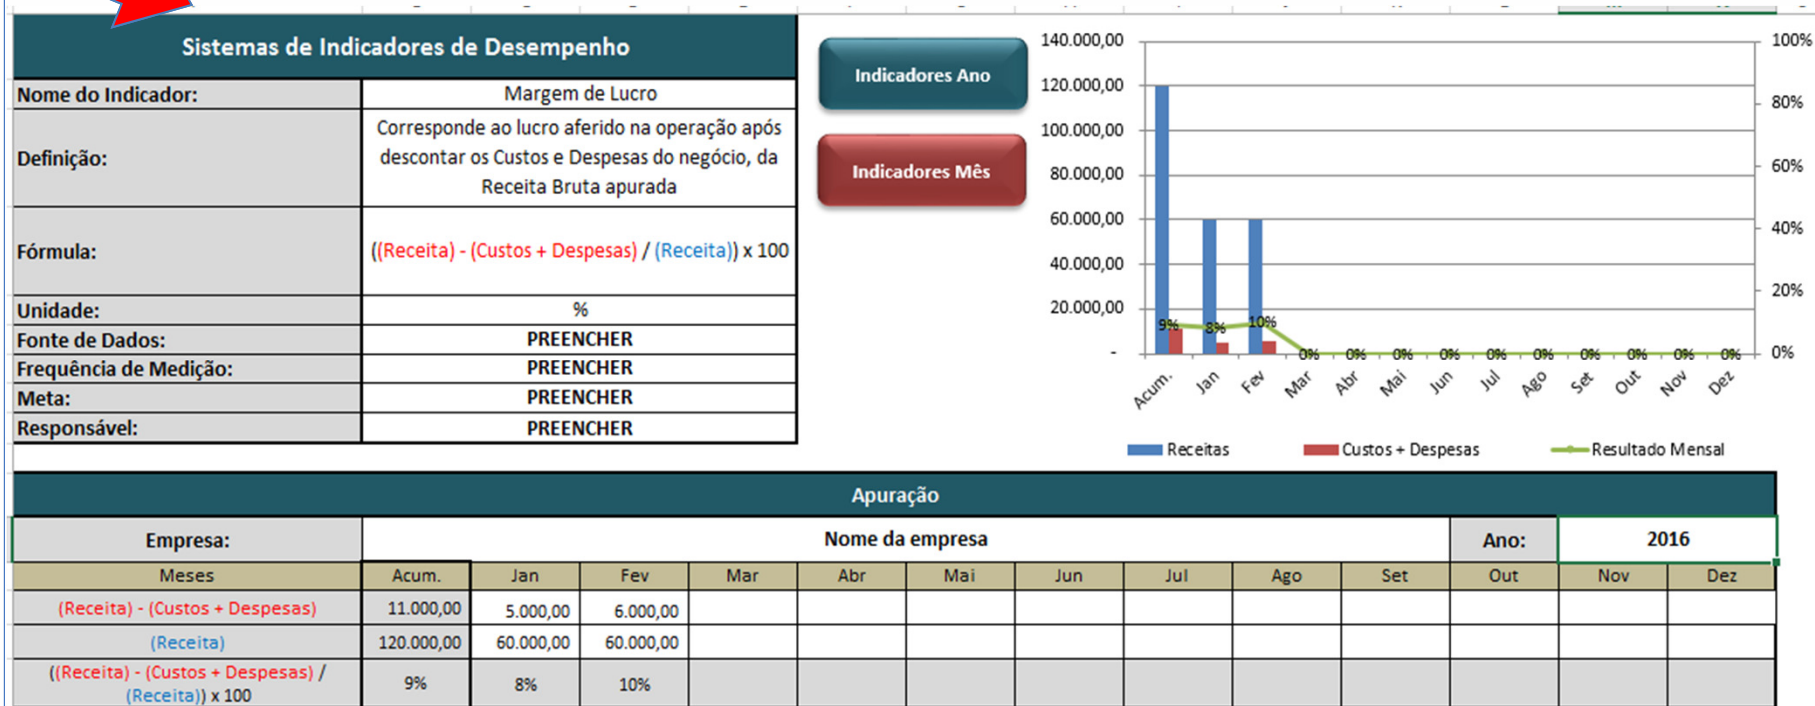 Sistemas de Indicadores de Desempenho
Nome do Indicador:
Margem de Lucro
Definição:
Corresponde ao lucro aferido na operação após
descontar os Custos e Despesas do negócio, da
Receita Bruta apurada
Fórmula:
((Receita) - (Custos + Despesas) / (Receita)) x 100
Unidade:
%
Fonte de Dados:
PREENCHER
Frequência de Medição:
PREENCHER
Meta:
PREENCHER
Responsável:
PREENCHER
Indicadores Ano
Indicadores Mês
140.000,00
120.000,00
100.000,00
80.000,00
60.000,00
40.000,00
20.000,00
-
100%
80%
60%
40%
20%
0%
9% 8% 10% 0% 0% 0% 0% 0% 0% 0% 0% 0% 0%
Acum. Jan Fev Mar Abr Mai Jun Jul Ago Set Out Nov Dez
Receitas Custos + Despesas Resultado Mensal
Apuração
Empresa: Nome da empresa Ano: 2016
Meses Acum. Jan Fev Mar Abr Mai Jun Jul Ago Set Out Nov Dez
(Receita) - (Custos + Despesas) 11.000,00 5.000,00 6.000,00
(Receita) 120.000,00 60.000,00 60.000,00
((Receita) - (Custos + Despesas) /
(Receita)) x 100
9% 8% 10%